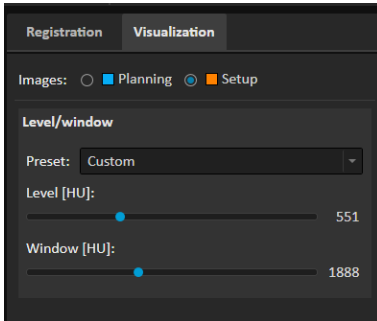 Registration Visualization
Images: Planning Setup
Level/window
Preset: Custom
Level [HU]:
551
Window [HU]:
1888